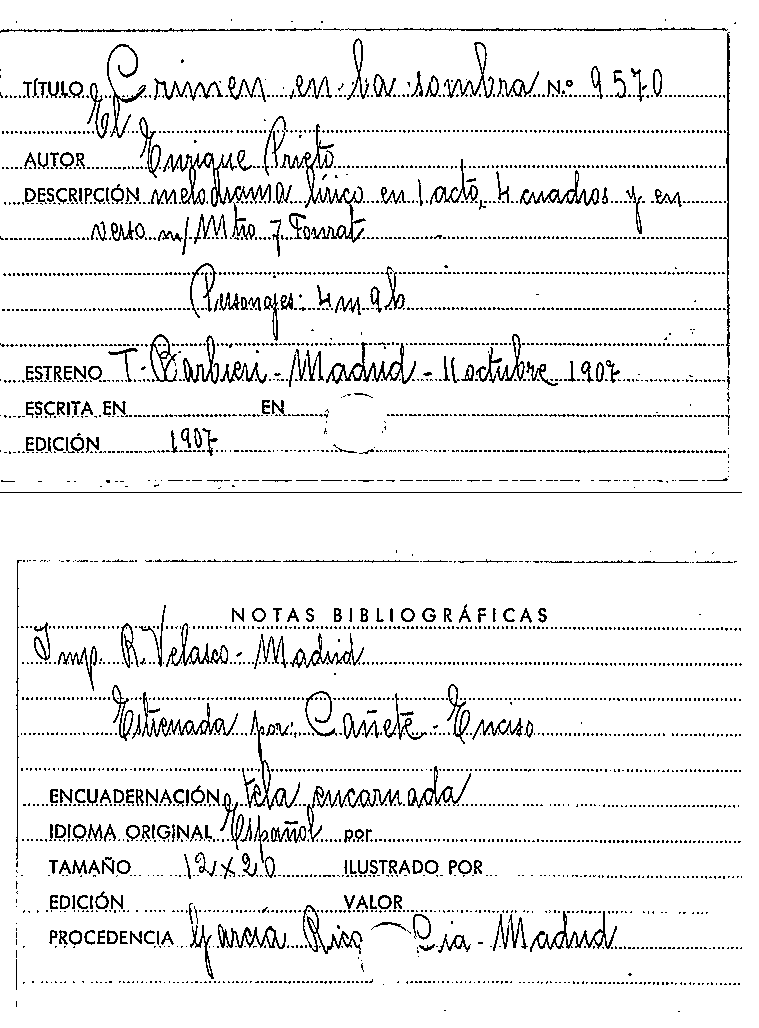 TÍTULO Crimen en la sombra N.º 9570
El
AUTOR Enrique Prieto
DESCRIPCIÓN melodrama lírico en 1 acto, 4 cuadros y en
verso m/ Mtro 7 Fonrat
Personajes: 4 m 9 h
ESTRENO T. Barbieri - Madrid - 11 octubre 1907
ESCRITA EN EN
EDICIÓN 1907
NOTAS BIBLIOGRÁFICAS
Imp. R. Velasco - Madrid
Estrenada por: Cañete - Enciso
ENCUADERNACIÓN tela encarnada
IDIOMA ORIGINAL Español por
TAMAÑO 12 x 20 ILUSTRADO POR
EDICIÓN VALOR
PROCEDENCIA García Rico Cia - Madrid